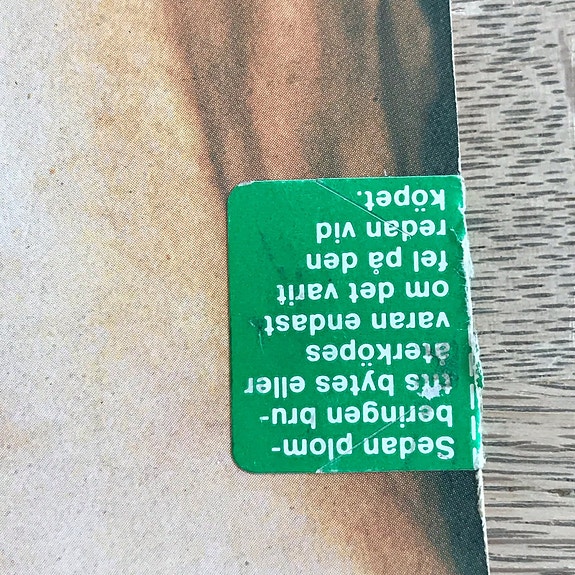 Sedan plom-
beringen bru-
tits bytes eller
återköpes
varan endast
om det varit
fel på den
redan vid
köpet.